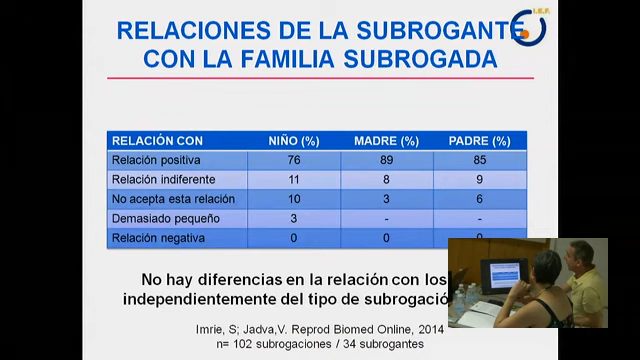 RELACIONES DE LA SUBROGANTE
CON LA FAMILIA SUBROGADA
I.E.F.
RELACIÓN CON NIÑO (%) MADRE (%) PADRE (%)
Relación positiva 76 89 85
Relación indiferente 11 8 9
No acepta esta relación 10 3 6
Demasiado pequeño 3 - -
Relación negativa 0 0 0
No hay diferencias en la relación con los
independientemente del tipo de subrogació
Imrie, S; Jadva,V. Reprod Biomed Online, 2014
n= 102 subrogaciones / 34 subrogantes